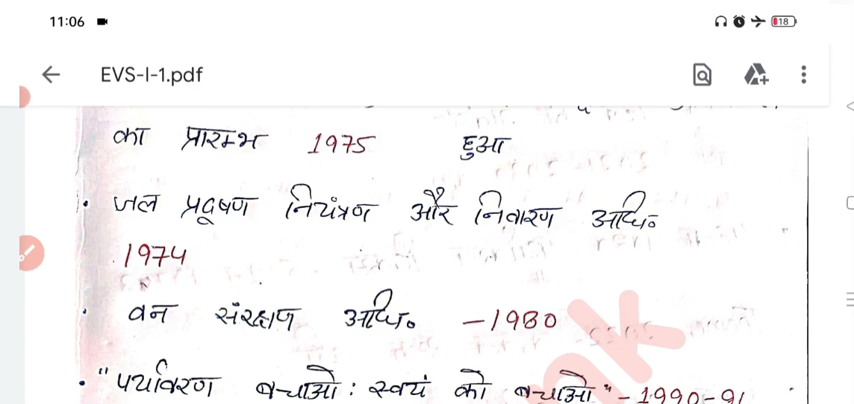 11:06
18
EVS-I-1.pdf
का प्रारम्भ 1975 हुआ
• जल प्रदूषण नियंत्रण और निवारण अधि०
1974
• वन संरक्षण अधि० - 1980
• "पर्यावरण बचाओ : स्वयं को बचाओ" - 1990-91